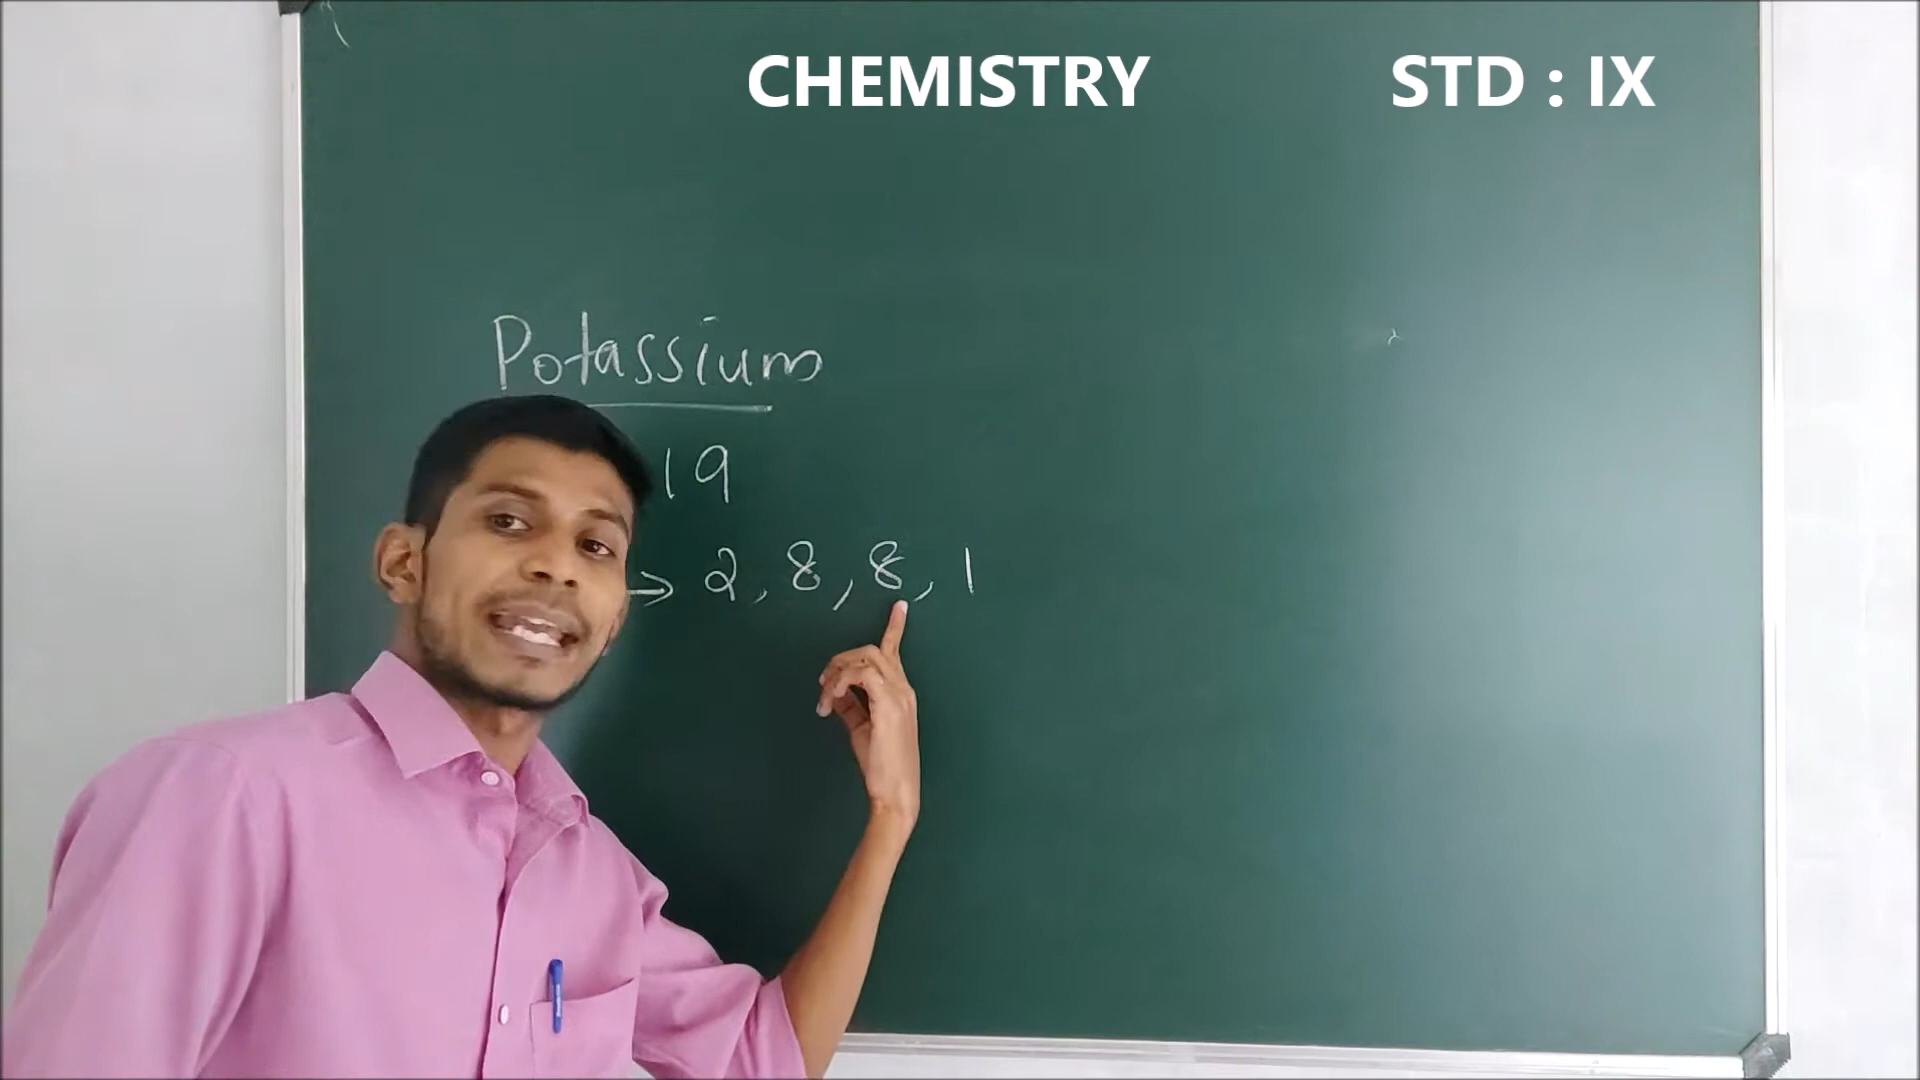 CHEMISTRY STD : IX
Potassium
19
→ 2, 8, 8, 1